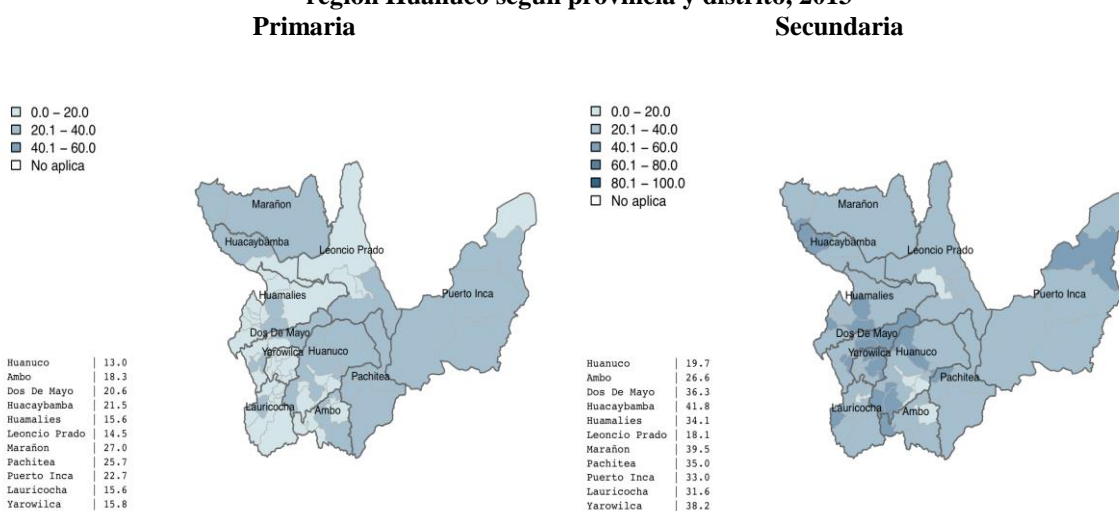 región Huánuco según provincia y distrito, 2015
Primaria
Secundaria
0.0 – 20.0
20.1 – 40.0
40.1 – 60.0
No aplica
Marañon
Huacaybamba
Leoncio Prado
Huamalies
Puerto Inca
Dos De Mayo
Yarowilca
Huanuco
Pachitea
Lauricocha
Ambo
Huanuco | 13.0
Ambo | 18.3
Dos De Mayo | 20.6
Huacaybamba | 21.5
Huamalies | 15.6
Leoncio Prado | 14.5
Marañon | 27.0
Pachitea | 25.7
Puerto Inca | 22.7
Lauricocha | 15.6
Yarowilca | 15.8
0.0 – 20.0
20.1 – 40.0
40.1 – 60.0
60.1 – 80.0
80.1 – 100.0
No aplica
Marañon
Huacaybamba
Leoncio Prado
Huamalies
Puerto Inca
Dos De Mayo
Yarowilca
Huanuco
Pachitea
Lauricocha
Ambo
Huanuco | 19.7
Ambo | 26.6
Dos De Mayo | 36.3
Huacaybamba | 41.8
Huamalies | 34.1
Leoncio Prado | 18.1
Marañon | 39.5
Pachitea | 35.0
Puerto Inca | 33.0
Lauricocha | 31.6
Yarowilca | 38.2